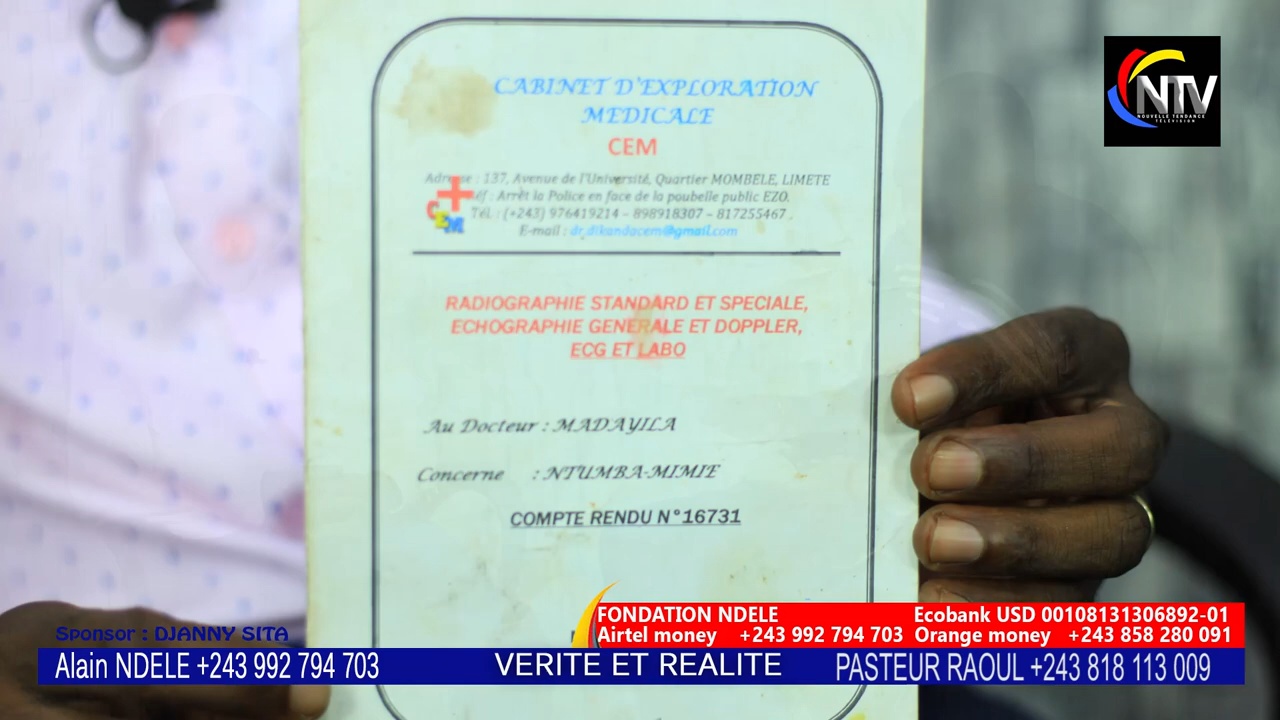 CABINET D'EXPLORATION
MEDICALE
CEM
Adresse : 137, Avenue de l'Université, Quartier MOMBELE, LIMETE
Réf : Arrêt la Police en face de la poubelle public EZO.
CEM
Tél. : (+243) 976419214 – 898918307 – 817255467 .
E-mail : dr.dikandacem@gmail.com
RADIOGRAPHIE STANDARD ET SPECIALE,
ECHOGRAPHIE GENERALE ET DOPPLER,
ECG ET LABO
Au Docteur : MADAYILA
Concerne : NTUMBA-MIMIE
COMPTE RENDU N°16731
NTV
NOUVELLE TENDANCE
TÉLÉVISION
FONDATION NDELE Ecobank USD 00108131306892-01
Airtel money +243 992 794 703 Orange money +243 858 280 091
Sponsor : DJANNY SITA
Alain NDELE +243 992 794 703 VERITE ET REALITE PASTEUR RAOUL +243 818 113 009